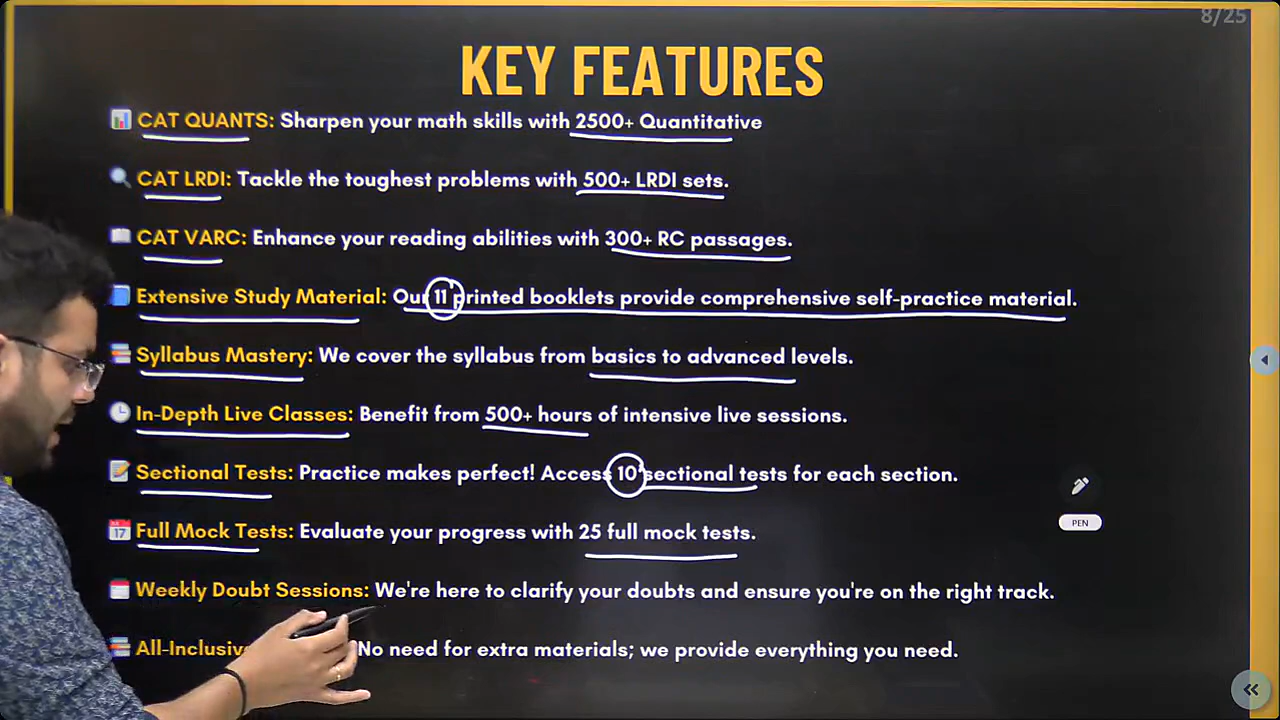 8/25
KEY FEATURES
CAT QUANTS: Sharpen your math skills with 2500+ Quantitative
CAT LRDI: Tackle the toughest problems with 500+ LRDI sets.
CAT VARC: Enhance your reading abilities with 300+ RC passages.
Extensive Study Material: Our 11 printed booklets provide comprehensive self-practice material.
Syllabus Mastery: We cover the syllabus from basics to advanced levels.
In-Depth Live Classes: Benefit from 500+ hours of intensive live sessions.
Sectional Tests: Practice makes perfect! Access 10 sectional tests for each section.
PEN
17 Full Mock Tests: Evaluate your progress with 25 full mock tests.
Weekly Doubt Sessions: We're here to clarify your doubts and ensure you're on the right track.
No need for extra materials; we provide everything you need.